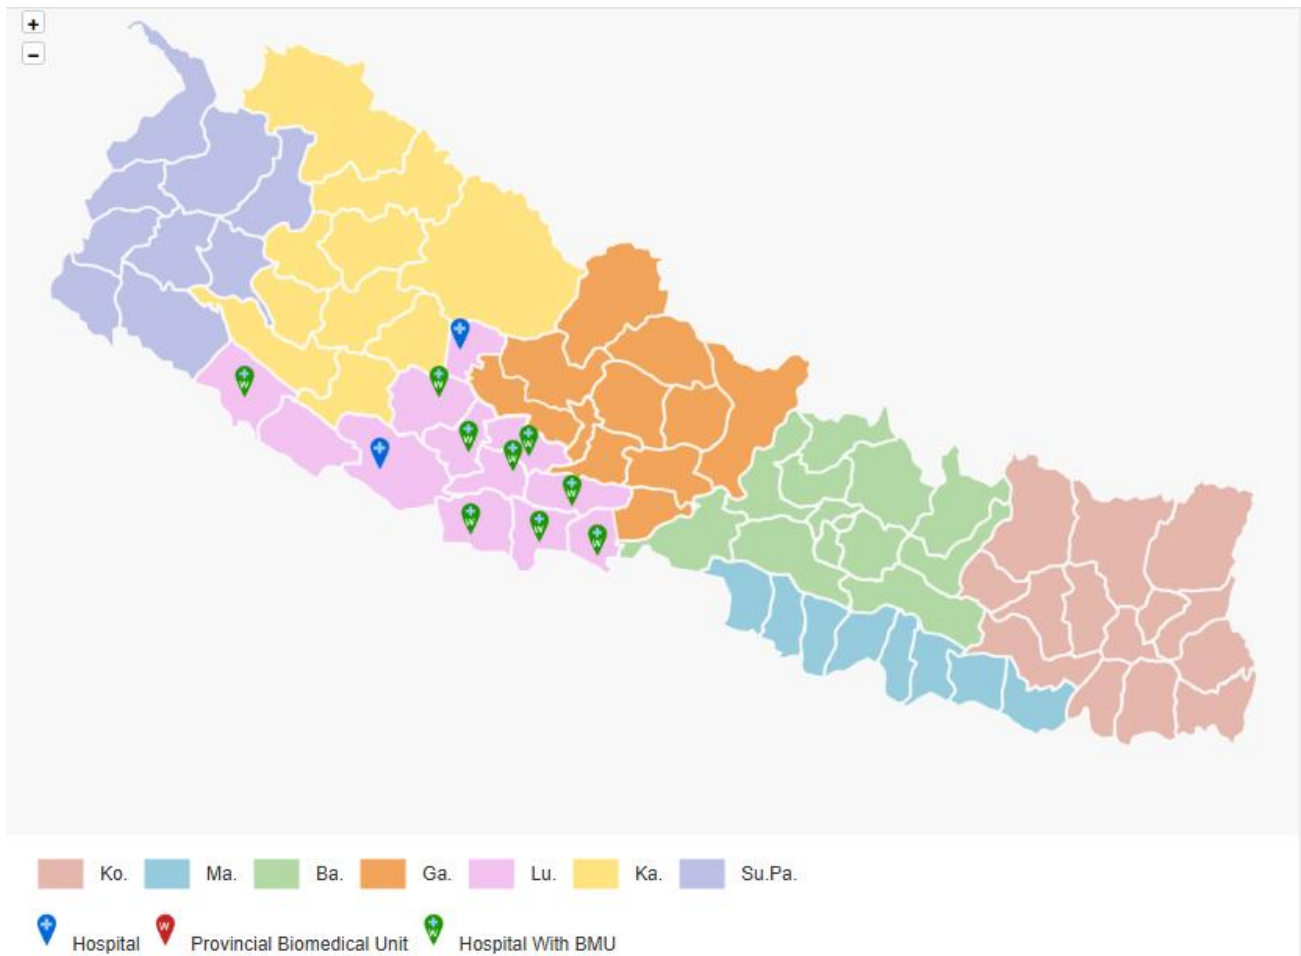 +
−
Ko. Ma. Ba. Ga. Lu. Ka. Su.Pa.
Hospital W Provincial Biomedical Unit W Hospital With BMU